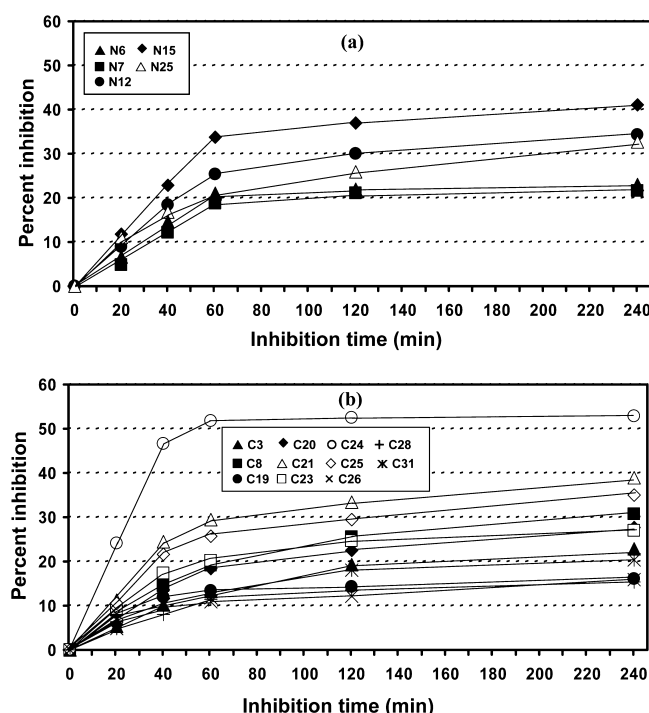 (a)
60
50
40
30
20
10
0
Percent inhibition
N6 N15
N7 N25
N12
0 20 40 60 80 100 120 140 160 180 200 220 240
Inhibition time (min)
(b)
60
50
40
30
20
10
0
Percent inhibition
C3 C20 C24 C28
C8 C21 C25 C31
C19 C23 C26
0 20 40 60 80 100 120 140 160 180 200 220 240
Inhibition time (min)